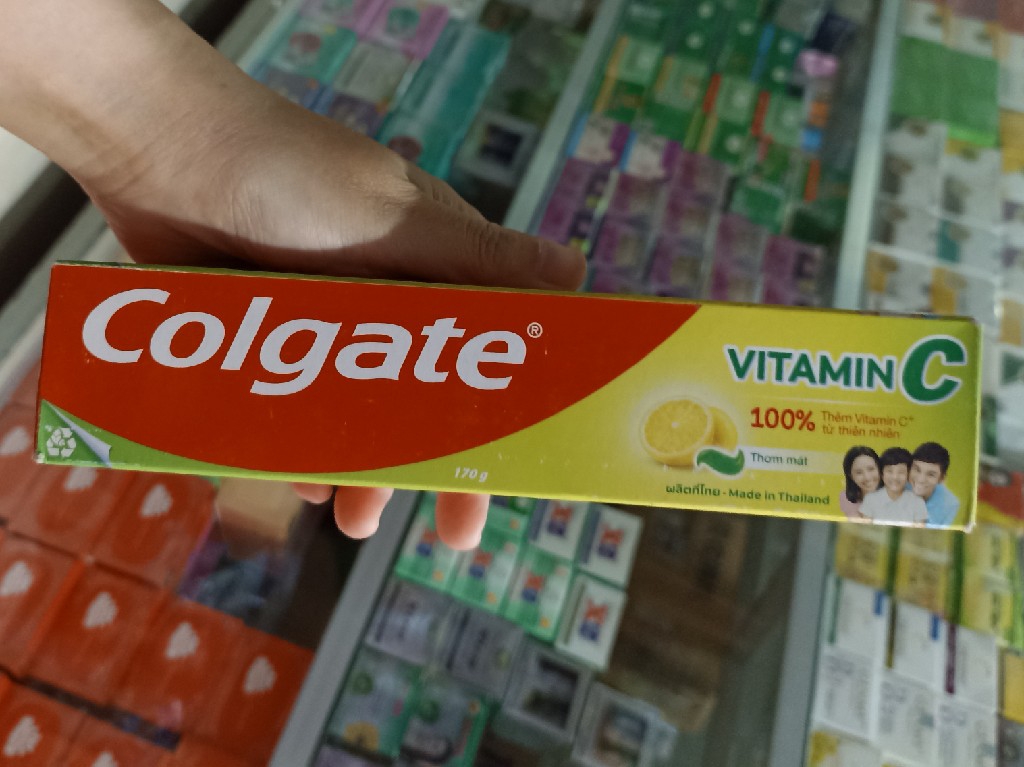 Colgate®
VITAMIN C
100% Thêm Vitamin C**
từ thiên nhiên
Thơm mát
170 g
ผลิตที่ไทย - Made in Thailand